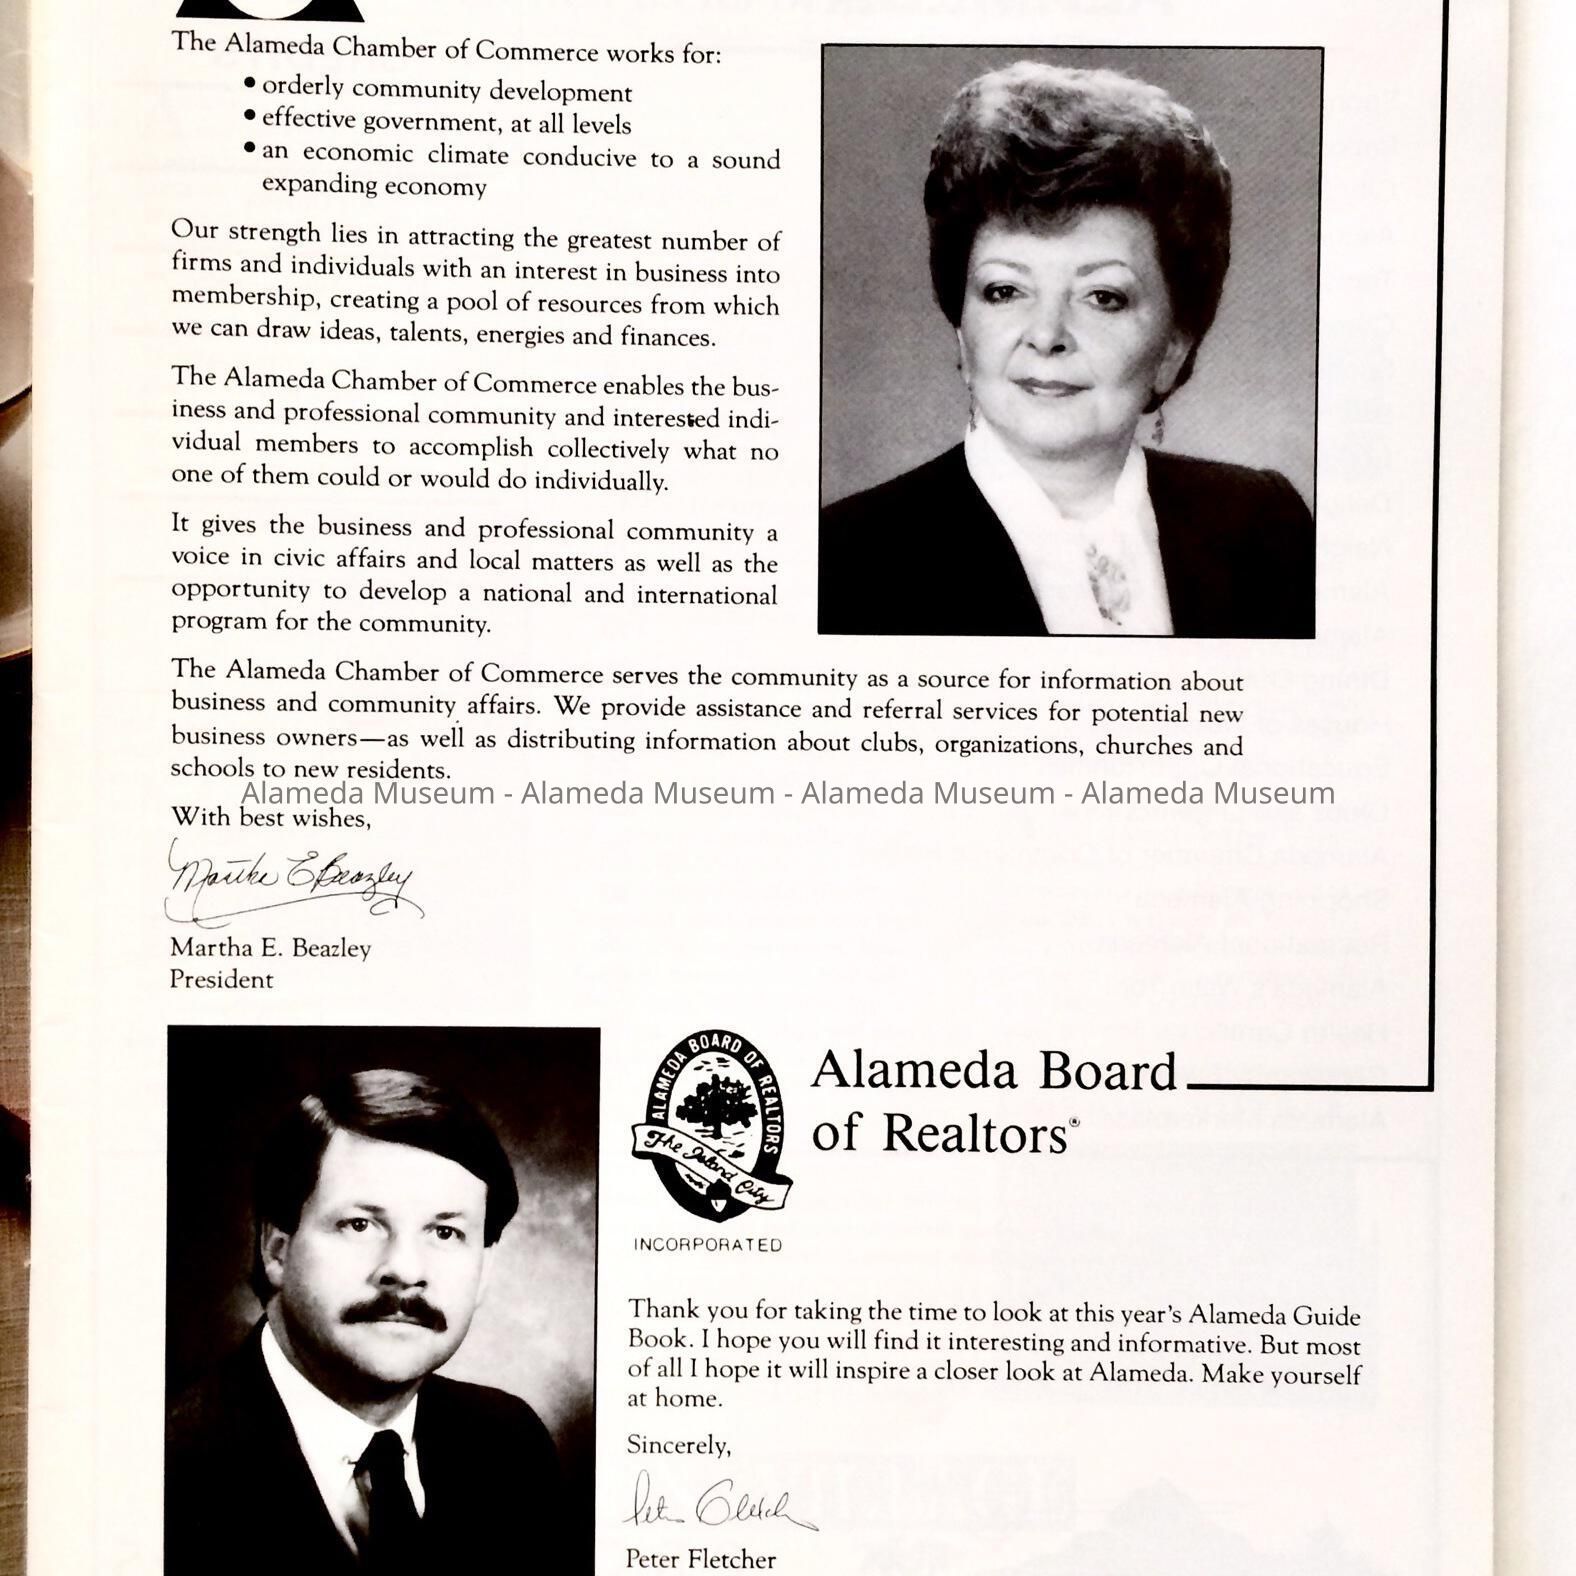 The Alameda Chamber of Commerce works for:
• orderly community development
• effective government, at all levels
• an economic climate conducive to a sound
expanding economy
Our strength lies in attracting the greatest number of
firms and individuals with an interest in business into
membership, creating a pool of resources from which
we can draw ideas, talents, energies and finances.
The Alameda Chamber of Commerce enables the bus-
iness and professional community and interested indi-
vidual members to accomplish collectively what no
one of them could or would do individually.
It gives the business and professional community a
voice in civic affairs and local matters as well as the
opportunity to develop a national and international
program for the community.
The Alameda Chamber of Commerce serves the community as a source for information about
business and community affairs. We provide assistance and referral services for potential new
business owners—as well as distributing information about clubs, organizations, churches and
schools to new residents.
Alameda Museum - Alameda Museum - Alameda Museum - Alameda Museum
With best wishes,
Martha E Beazley
Martha E. Beazley
President
ALAMEDA BOARD OF REALTORS
The Island City
INCORPORATED
Alameda Board
of Realtors®
Thank you for taking the time to look at this year's Alameda Guide
Book. I hope you will find it interesting and informative. But most
of all I hope it will inspire a closer look at Alameda. Make yourself
at home.
Sincerely,
Peter Fletcher
Peter Fletcher